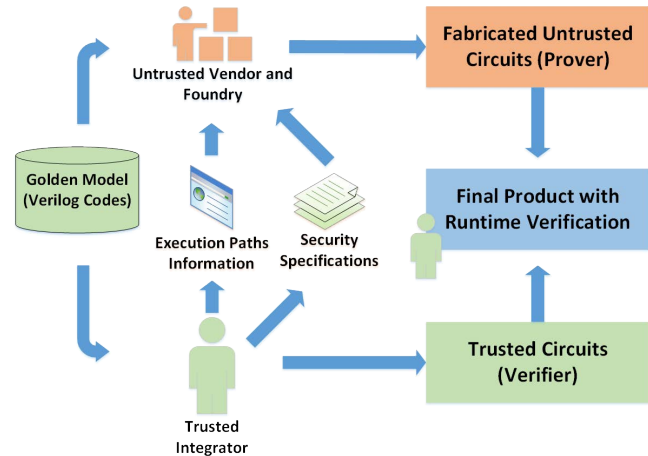 Untrusted Vendor and
Foundry
Fabricated Untrusted
Circuits (Prover)
Golden Model
(Verilog Codes)
Execution Paths
Information
Security
Specifications
Final Product with
Runtime Verification
Trusted
Integrator
Trusted Circuits
(Verifier)